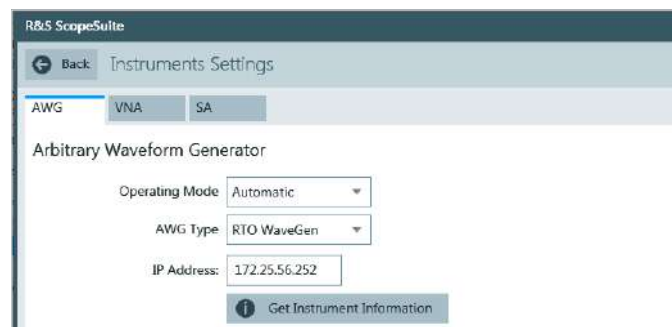 R&S ScopeSuite
Back Instruments Settings
AWG VNA SA
Arbitrary Waveform Generator
Operating Mode Automatic
AWG Type RTO WaveGen
IP Address: 172.25.56.252
Get Instrument Information